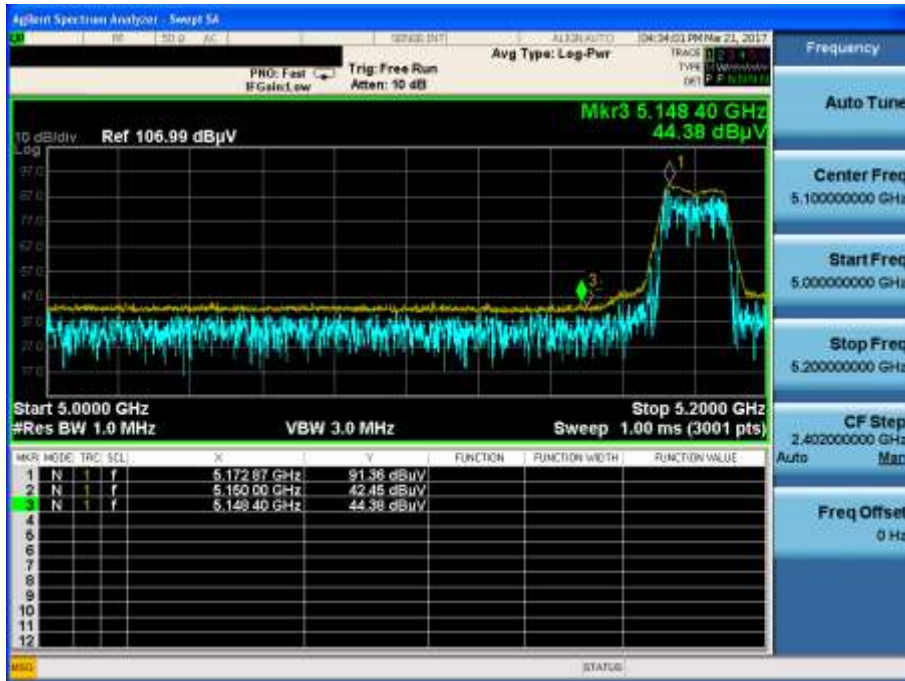 Agilent Spectrum Analyzer - Swept SA
RF 50 Ω AC SENSE:INT ALIGN AUTO 04:34:03 PM Mar 21, 2017
Avg Type: Log-Pwr
TRACE
TYPE
DET P P N N N N
PNO: Fast
IFGain:Low
Trig: Free Run
Atten: 10 dB
Mkr3 5.148 40 GHz
44.38 dBµV
10 dB/div
Log
Ref 106.99 dBµV
97.0
87.0
77.0
67.0
57.0
47.0
37.0
27.0
17.0
1
3
Start 5.0000 GHz
Stop 5.2000 GHz
#Res BW 1.0 MHz
VBW 3.0 MHz
Sweep 1.00 ms (3001 pts)
MKR MODE TRC SCL X Y FUNCTION FUNCTION WIDTH FUNCTION VALUE
1 N 1 f 5.172 87 GHz 91.36 dBµV
2 N 1 f 5.150 00 GHz 42.45 dBµV
3 N 1 f 5.148 40 GHz 44.38 dBµV
4
5
6
7
8
9
10
11
12
MSG
STATUS
Frequency
Auto Tune
Center Freq
5.100000000 GHz
Start Freq
5.000000000 GHz
Stop Freq
5.200000000 GHz
CF Step
2.402000000 GHz
Auto Man
Freq Offset
0 Hz